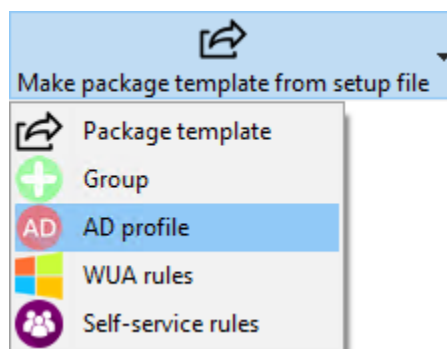 Make package template from setup file
Package template
Group
AD AD profile
WUA rules
Self-service rules